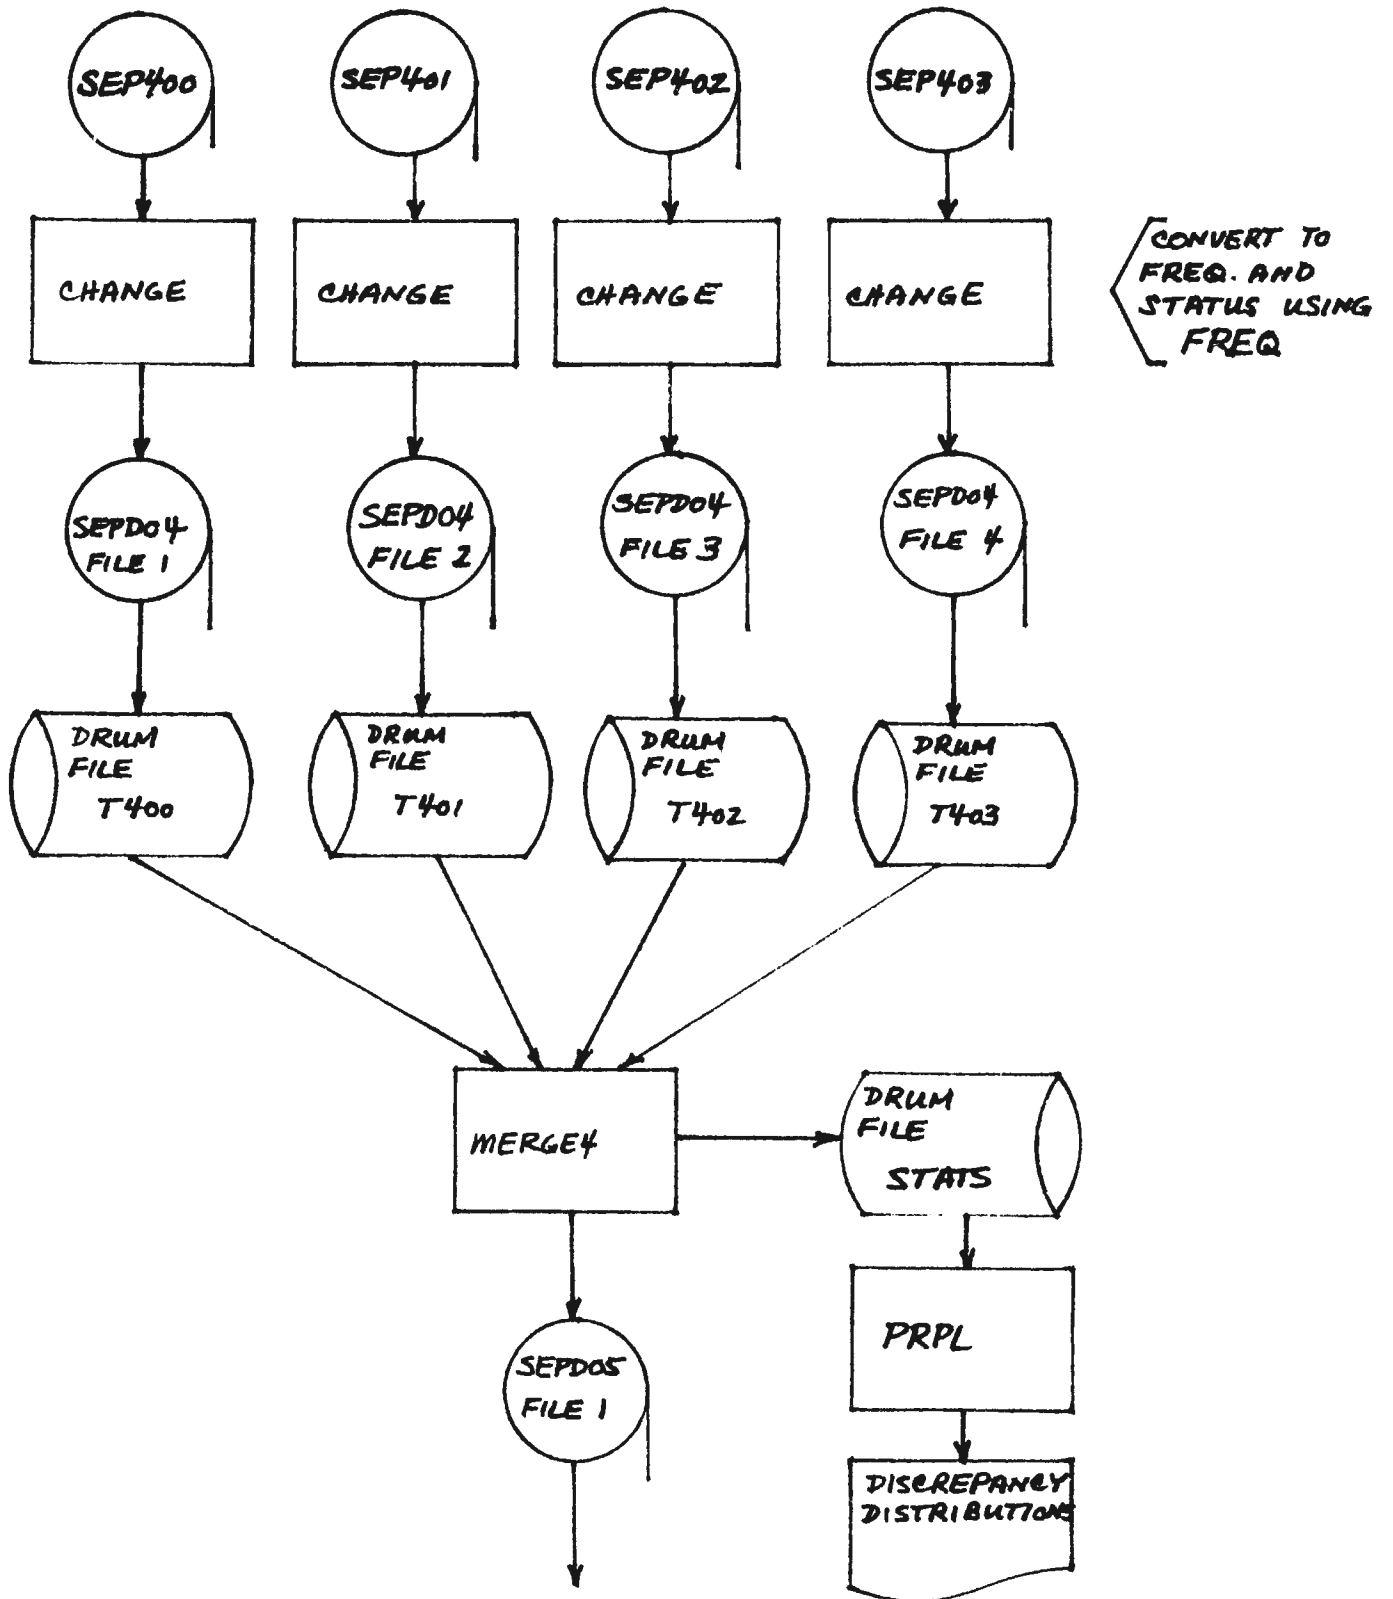 SEP400
SEP401
SEP402
SEP403
CHANGE
CHANGE
CHANGE
CHANGE
CONVERT TO
FREQ. AND
STATUS USING
FREQ
SEPD04
FILE 1
SEPD04
FILE 2
SEPD04
FILE 3
SEPD04
FILE 4
DRUM
FILE
T400
DRUM
FILE
T401
DRUM
FILE
T402
DRUM
FILE
T403
MERGE4
DRUM
FILE
STATS
PRPL
SEPD05
FILE 1
DISCREPANCY
DISTRIBUTIONS